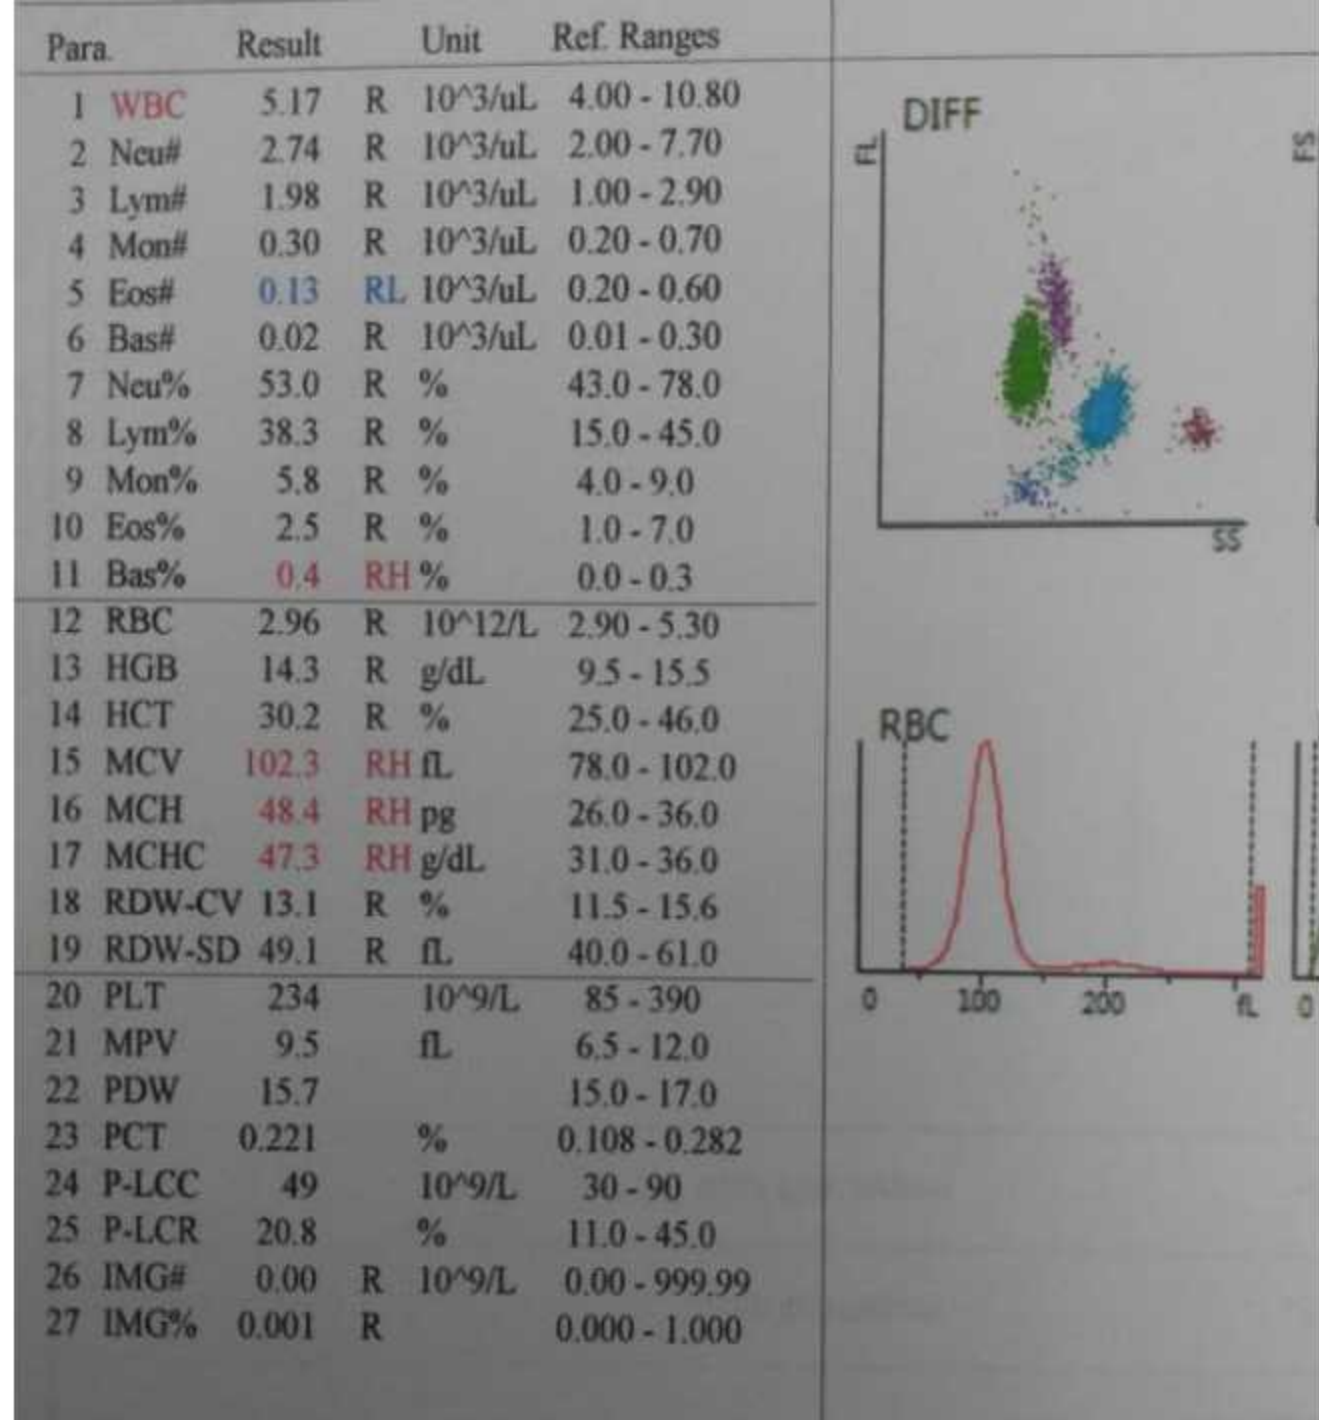 Para. Result Unit Ref. Ranges
1 WBC 5.17 R 10^3/uL 4.00 - 10.80
2 Neu# 2.74 R 10^3/uL 2.00 - 7.70
3 Lym# 1.98 R 10^3/uL 1.00 - 2.90
4 Mon# 0.30 R 10^3/uL 0.20 - 0.70
5 Eos# 0.13 RL 10^3/uL 0.20 - 0.60
6 Bas# 0.02 R 10^3/uL 0.01 - 0.30
7 Neu% 53.0 R % 43.0 - 78.0
8 Lym% 38.3 R % 15.0 - 45.0
9 Mon% 5.8 R % 4.0 - 9.0
10 Eos% 2.5 R % 1.0 - 7.0
11 Bas% 0.4 RH % 0.0 - 0.3
12 RBC 2.96 R 10^12/L 2.90 - 5.30
13 HGB 14.3 R g/dL 9.5 - 15.5
14 HCT 30.2 R % 25.0 - 46.0
15 MCV 102.3 RH fL 78.0 - 102.0
16 MCH 48.4 RH pg 26.0 - 36.0
17 MCHC 47.3 RH g/dL 31.0 - 36.0
18 RDW-CV 13.1 R % 11.5 - 15.6
19 RDW-SD 49.1 R fL 40.0 - 61.0
20 PLT 234 10^9/L 85 - 390
21 MPV 9.5 fL 6.5 - 12.0
22 PDW 15.7 15.0 - 17.0
23 PCT 0.221 % 0.108 - 0.282
24 P-LCC 49 10^9/L 30 - 90
25 P-LCR 20.8 % 11.0 - 45.0
26 IMG# 0.00 R 10^9/L 0.00 - 999.99
27 IMG% 0.001 R 0.000 - 1.000
DIFF
FL
SS
FS
RBC
0 100 200 fL
0